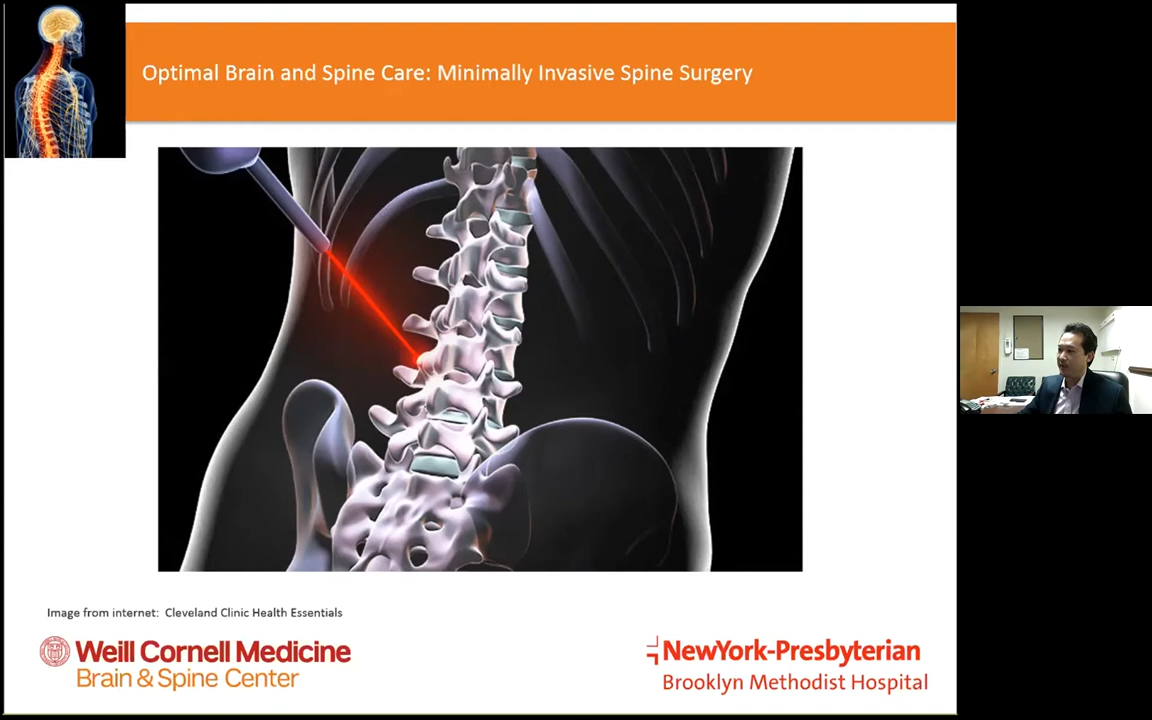 Optimal Brain and Spine Care: Minimally Invasive Spine Surgery
Image from internet: Cleveland Clinic Health Essentials
Weill Cornell Medicine
Brain & Spine Center
NewYork-Presbyterian
Brooklyn Methodist Hospital